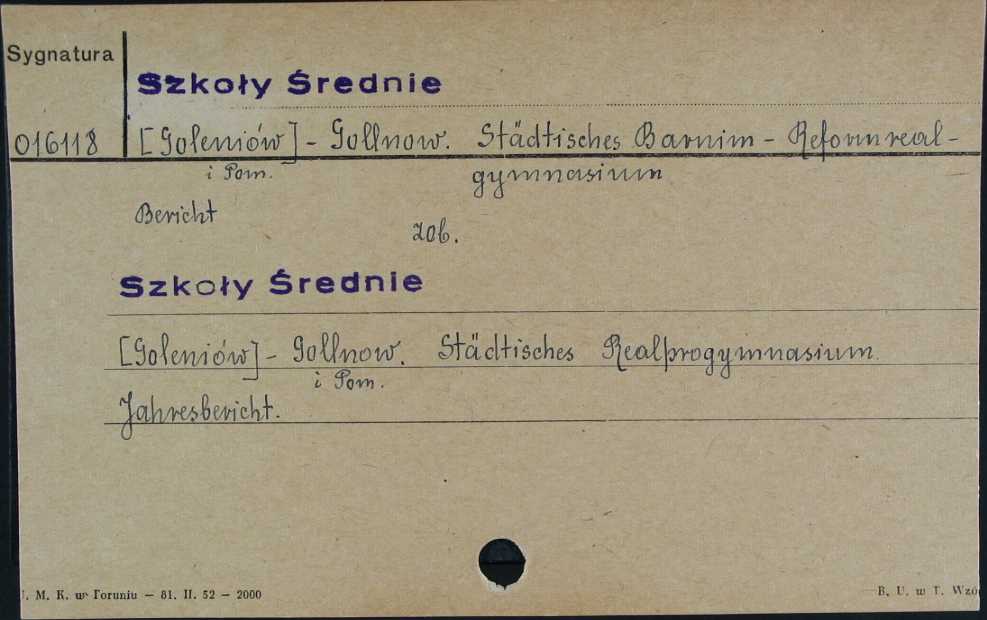 Sygnatura
Szkoły Średnie
016118 [Goleniów] - Gollnow. Städtisches Barnim - Reformreal-
i Pom. gymnasium
Bericht
zob.
Szkoły Średnie
[Goleniów] - Gollnow. Städtisches Realprogymnasium.
i Pom.
Jahresbericht.
U. M. K. w Toruniu — 81. II. 52 — 2000
B. U. w T. Wzó